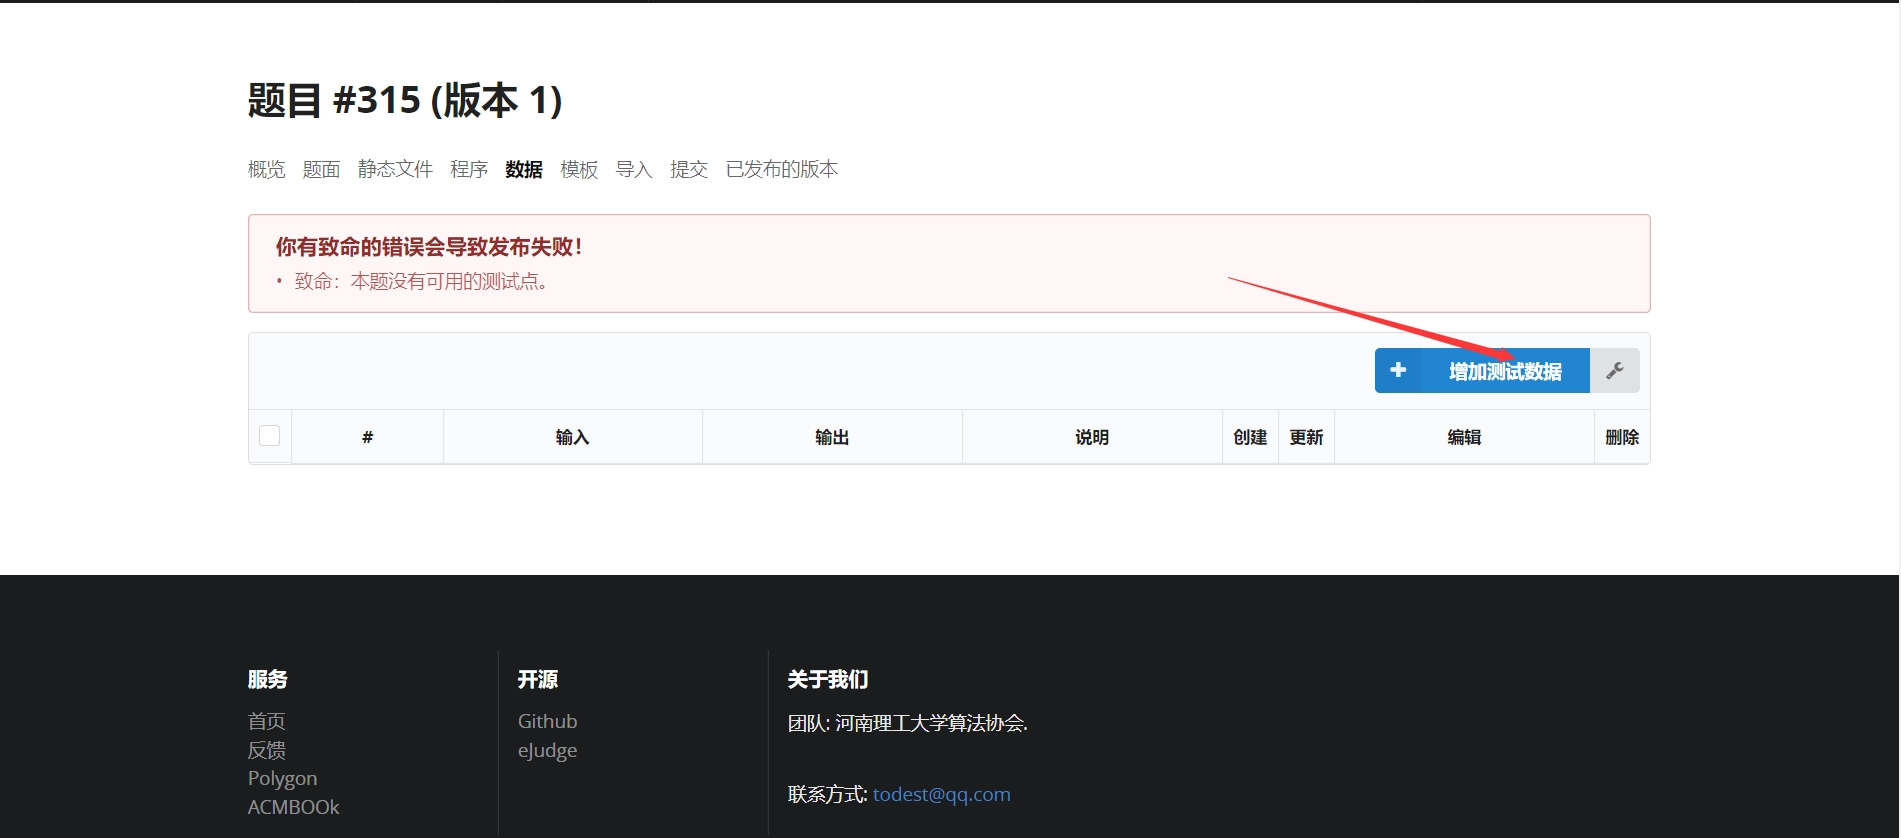 题目 #315 (版本 1)
概览 题面 静态文件 程序 数据 模板 导入 提交 已发布的版本
你有致命的错误会导致发布失败！
• 致命：本题没有可用的测试点。
增加测试数据
# 输入 输出 说明 创建 更新 编辑 删除
服务
首页
反馈
Polygon
ACMBOOk
开源
Github
eJudge
关于我们
团队: 河南理工大学算法协会.
联系方式: todest@qq.com